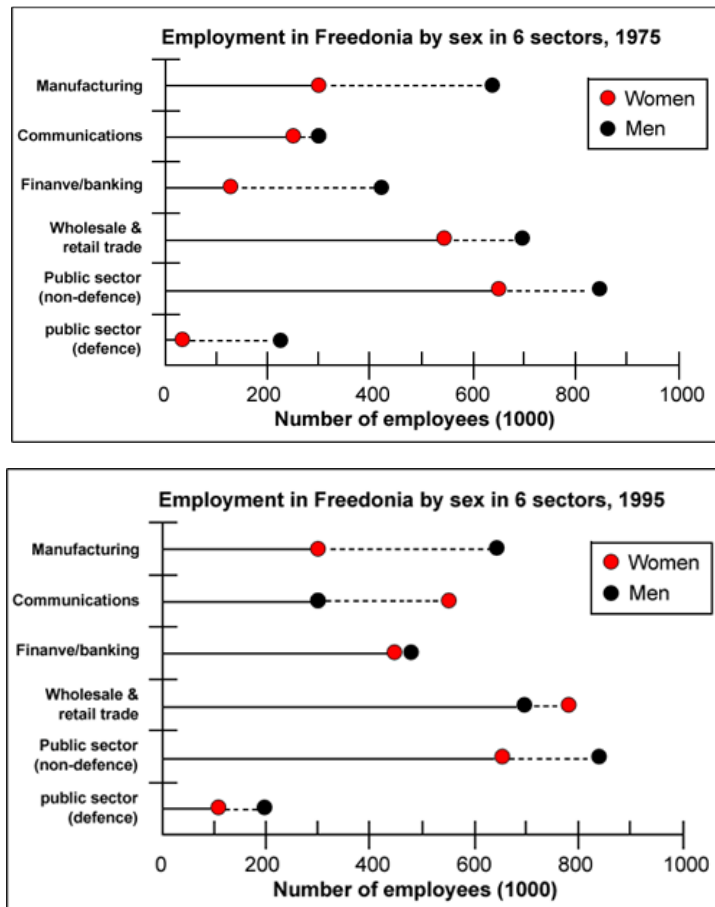 Employment in Freedonia by sex in 6 sectors, 1975
Manufacturing
Women
Men
Communications
Finanve/banking
Wholesale &
retail trade
Public sector
(non-defence)
public sector
(defence)
0 200 400 600 800 1000
Number of employees (1000)
Employment in Freedonia by sex in 6 sectors, 1995
Manufacturing
Women
Men
Communications
Finanve/banking
Wholesale &
retail trade
Public sector
(non-defence)
public sector
(defence)
0 200 400 600 800 1000
Number of employees (1000)